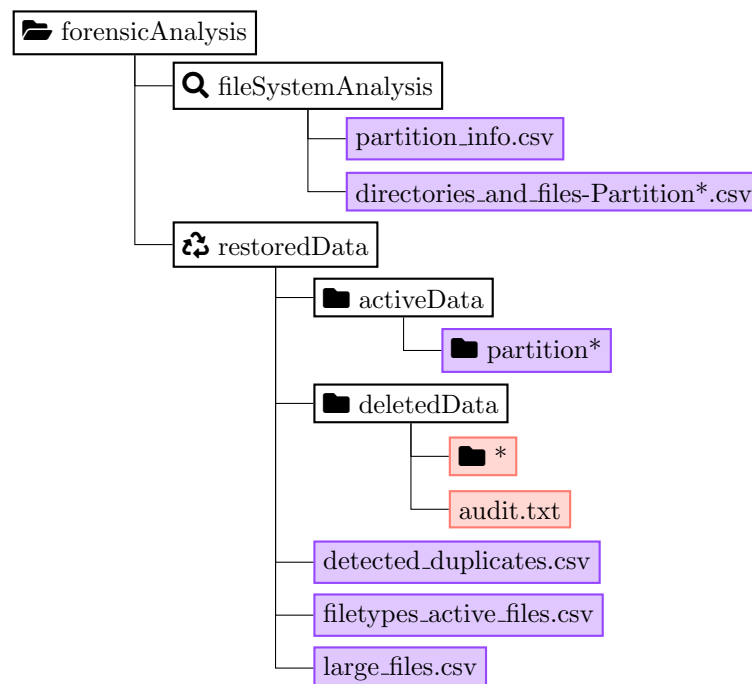 forensicAnalysis
fileSystemAnalysis
partition_info.csv
directories_and_files-Partition*.csv
restoredData
activeData
partition*
deletedData
*
audit.txt
detected_duplicates.csv
filetypes_active_files.csv
large_files.csv